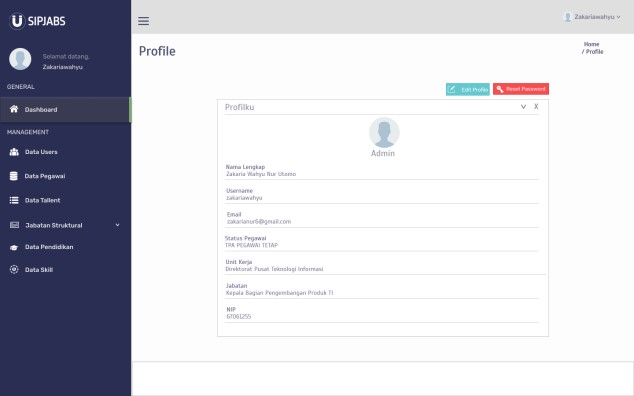 SIPJABS
Zakariawahyu
Selamat datang,
Zakariawahyu
GENERAL
Dashboard
MANAGEMENT
Data Users
Data Pegawai
Data Tallent
Jabatan Struktural
Data Pendidikan
Data Skill
Profile
Home
/ Profile
Edit Profile
Reset Password
Profilku
X
Admin
Nama Lengkap
Zakaria Wahyu Nur Utomo
Username
zakariawahyu
Email
zakarianur6@gmail.com
Status Pegawai
TPA PEGAWAI TETAP
Unit Kerja
Direktorat Pusat Teknologi Informasi
Jabatan
Kepala Bagian Pengembangan Produk TI
NIP
67061255